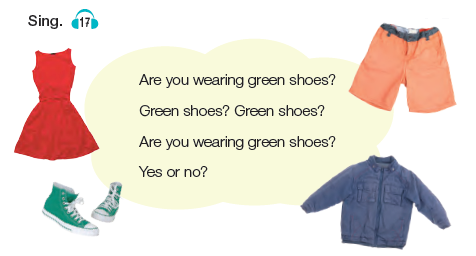 Sing. 17
Are you wearing green shoes?
Green shoes? Green shoes?
Are you wearing green shoes?
Yes or no?